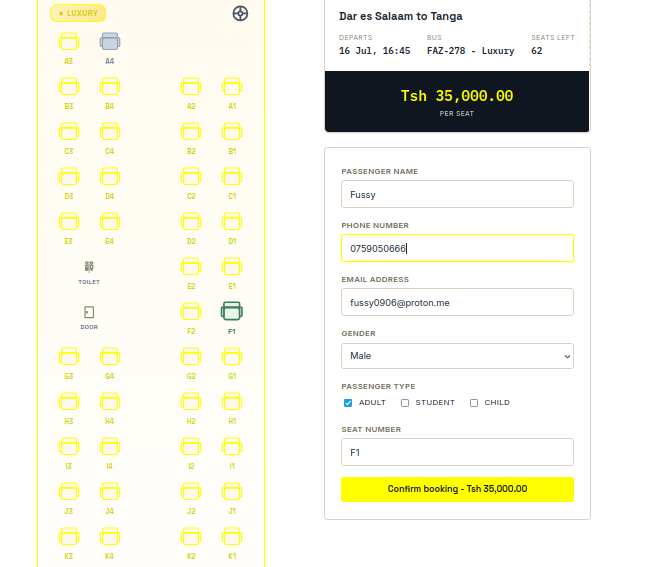 LUXURY
A3 A4
B3 B4 A2 A1
C3 C4 B2 B1
D3 D4 C2 C1
E3 E4 D2 D1
TOILET E2 E1
DOOR F2 F1
G3 G4 G2 G1
H3 H4 H2 H1
I3 I4 I2 I1
J3 J4 J2 J1
K3 K4 K2 K1
Dar es Salaam to Tanga
DEPARTS BUS SEATS LEFT
16 Jul, 16:45 FAZ-278 - Luxury 62
Tsh 35,000.00
PER SEAT
PASSENGER NAME
Fussy
PHONE NUMBER
0759050666
EMAIL ADDRESS
fussy0906@proton.me
GENDER
Male
PASSENGER TYPE
ADULT STUDENT CHILD
SEAT NUMBER
F1
Confirm booking - Tsh 35,000.00